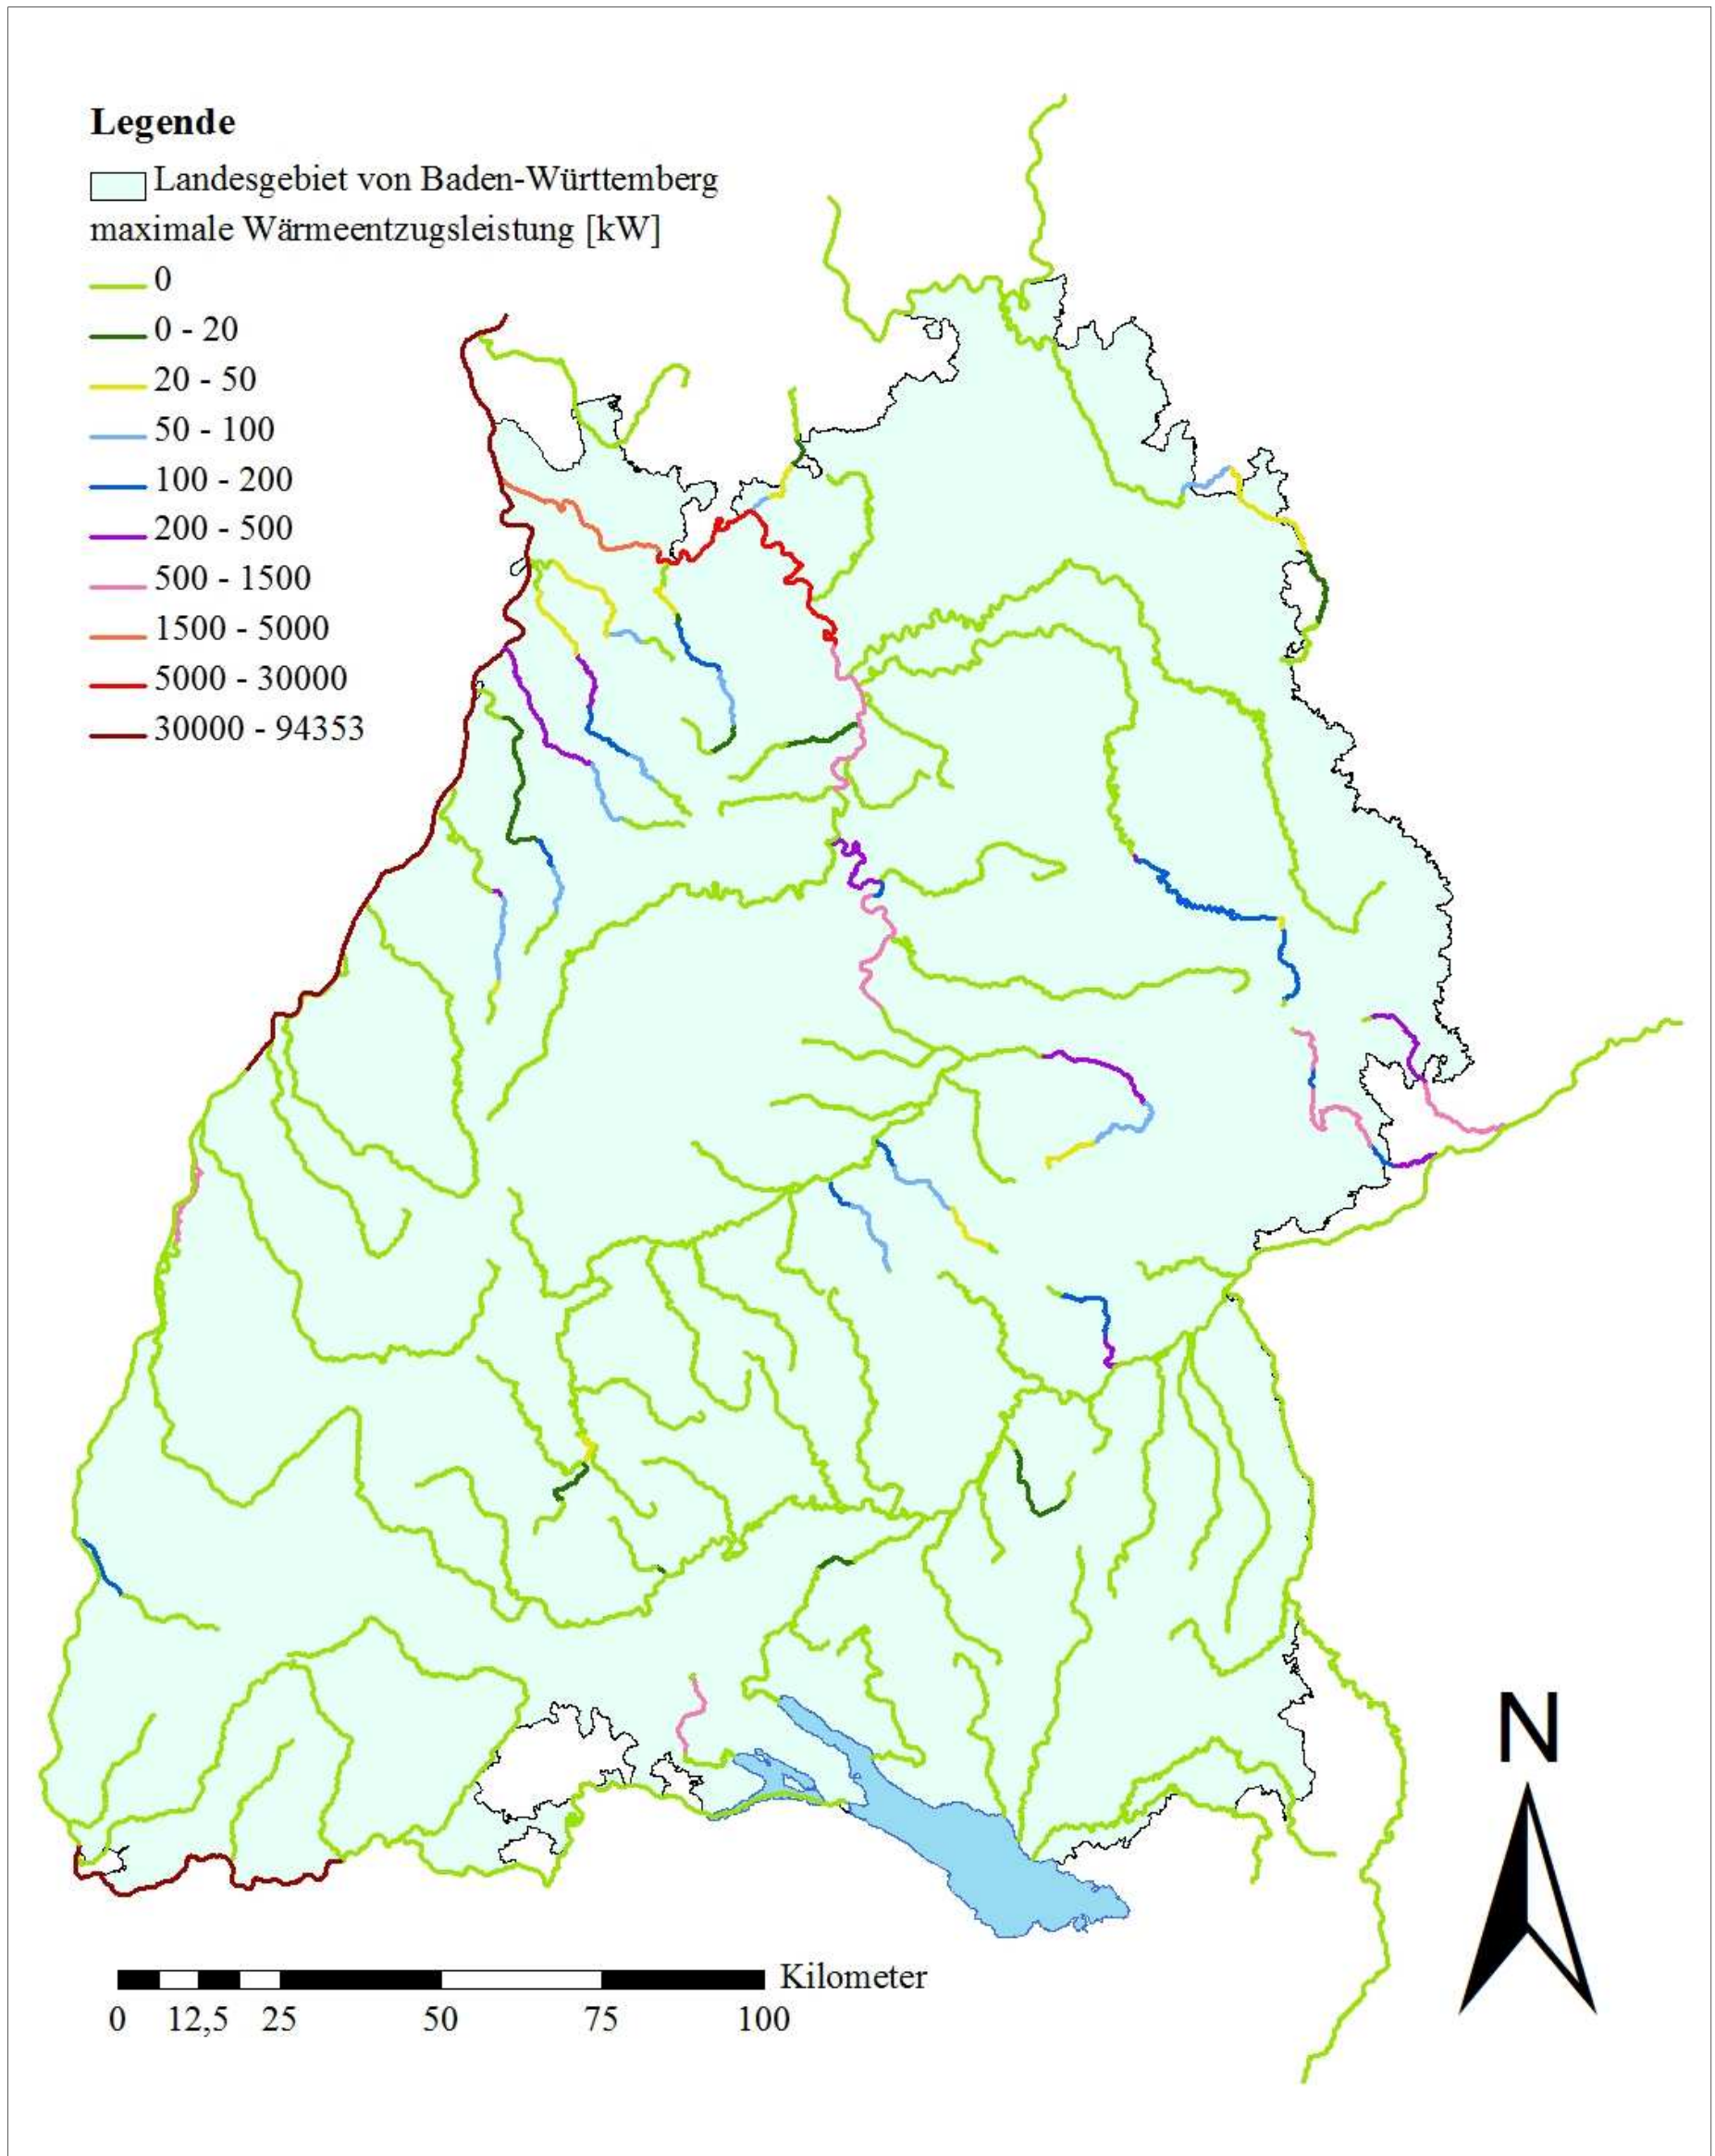 Legende
Landesgebiet von Baden-Württemberg
maximale Wärmeentzugsleistung [kW]
0
0 - 20
20 - 50
50 - 100
100 - 200
200 - 500
500 - 1500
1500 - 5000
5000 - 30000
30000 - 94353
N
Kilometer
0 12,5 25 50 75 100